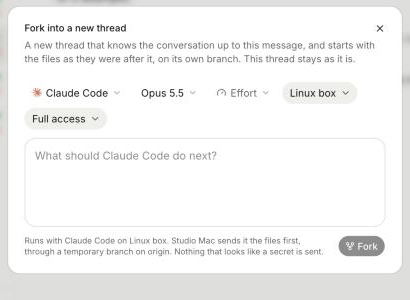 Fork into a new thread
A new thread that knows the conversation up to this message, and starts with
the files as they were after it, on its own branch. This thread stays as it is.
Claude Code Opus 5.5 Effort Linux box
Full access
What should Claude Code do next?
Runs with Claude Code on Linux box. Studio Mac sends it the files first,
through a temporary branch on origin. Nothing that looks like a secret is sent.
Fork